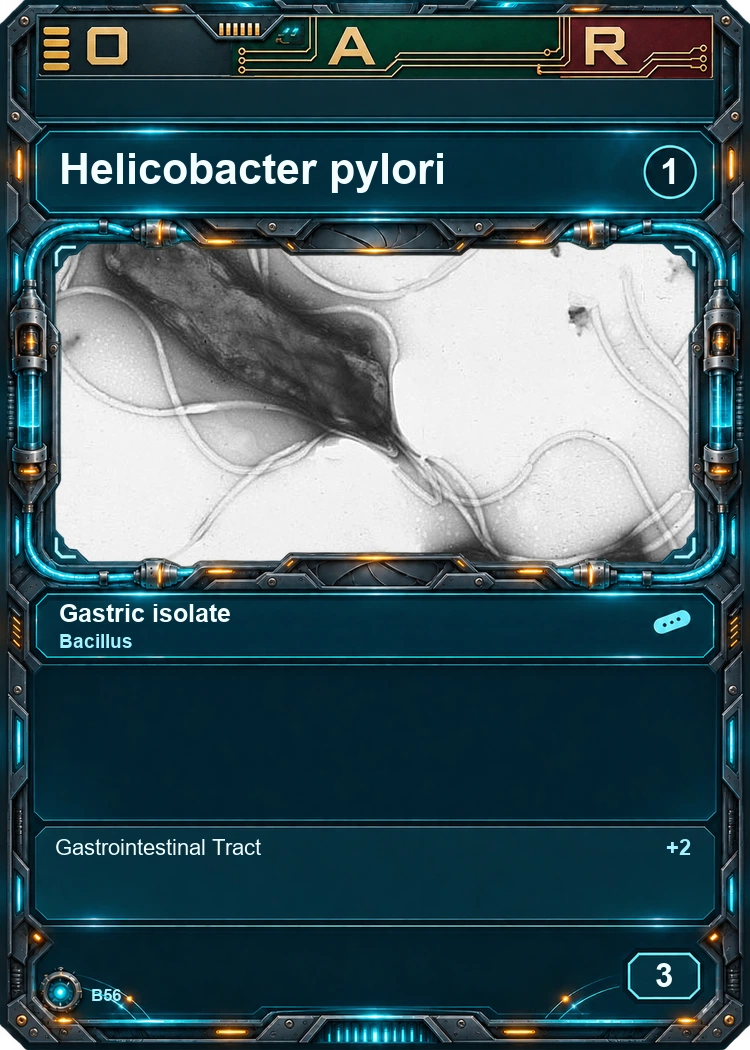 O A R
Helicobacter pylori 1
Gastric isolate
Bacillus
Gastrointestinal Tract +2
3
B56